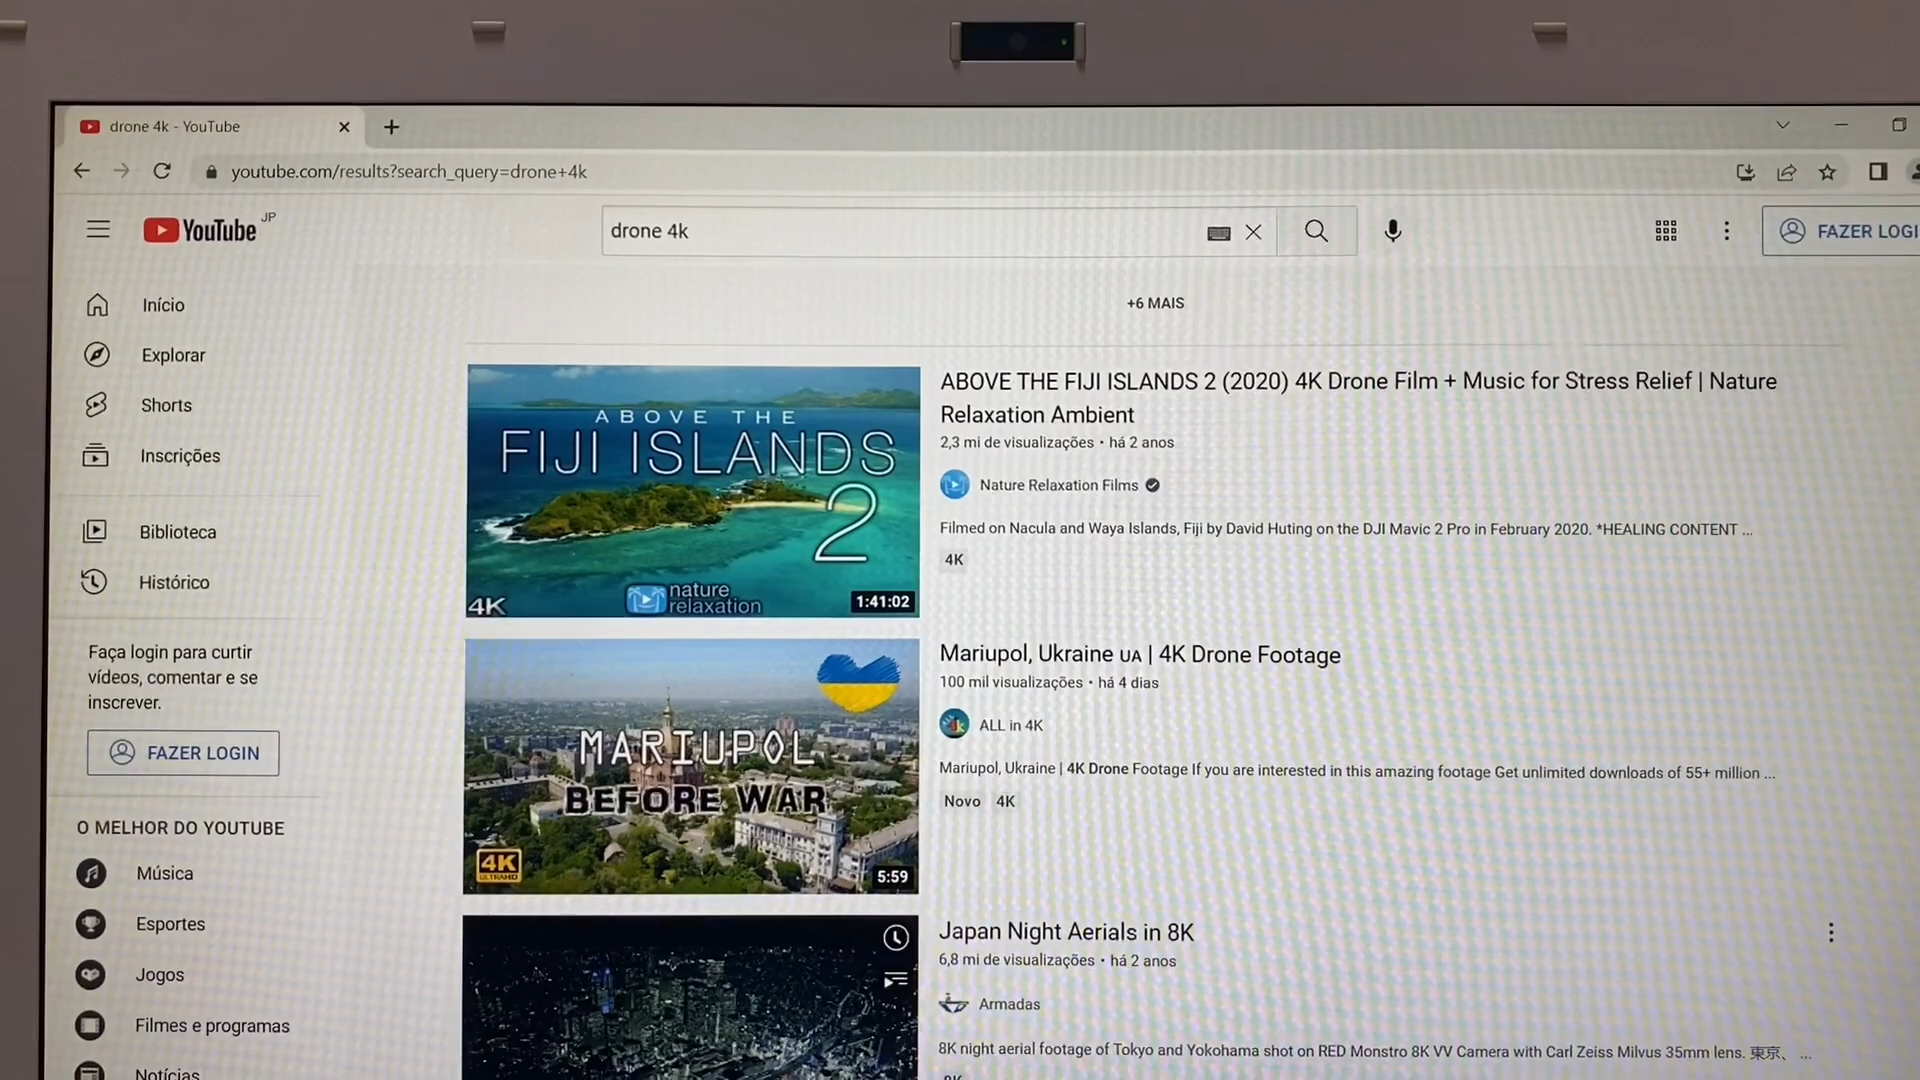 drone 4k - YouTube
youtube.com/results?search_query=drone+4k
YouTube JP
drone 4k
FAZER LOGI
Início
Explorar
Shorts
Inscrições
Biblioteca
Histórico
Faça login para curtir
vídeos, comentar e se
inscrever.
FAZER LOGIN
O MELHOR DO YOUTUBE
Música
Esportes
Jogos
Filmes e programas
Notícias
+6 MAIS
ABOVE THE
FIJI ISLANDS
2
4K
nature
relaxation
1:41:02
ABOVE THE FIJI ISLANDS 2 (2020) 4K Drone Film + Music for Stress Relief | Nature
Relaxation Ambient
2,3 mi de visualizações • há 2 anos
Nature Relaxation Films
Filmed on Nacula and Waya Islands, Fiji by David Huting on the DJI Mavic 2 Pro in February 2020. *HEALING CONTENT ...
4K
MARIUPOL
BEFORE WAR
4K
ULTRA HD
5:59
Mariupol, Ukraine UA | 4K Drone Footage
100 mil visualizações • há 4 dias
ALL in 4K
Mariupol, Ukraine | 4K Drone Footage If you are interested in this amazing footage Get unlimited downloads of 55+ million ...
Novo 4K
Japan Night Aerials in 8K
6,8 mi de visualizações • há 2 anos
Armadas
8K night aerial footage of Tokyo and Yokohama shot on RED Monstro 8K VV Camera with Carl Zeiss Milvus 35mm lens. 東京、 ...
8K